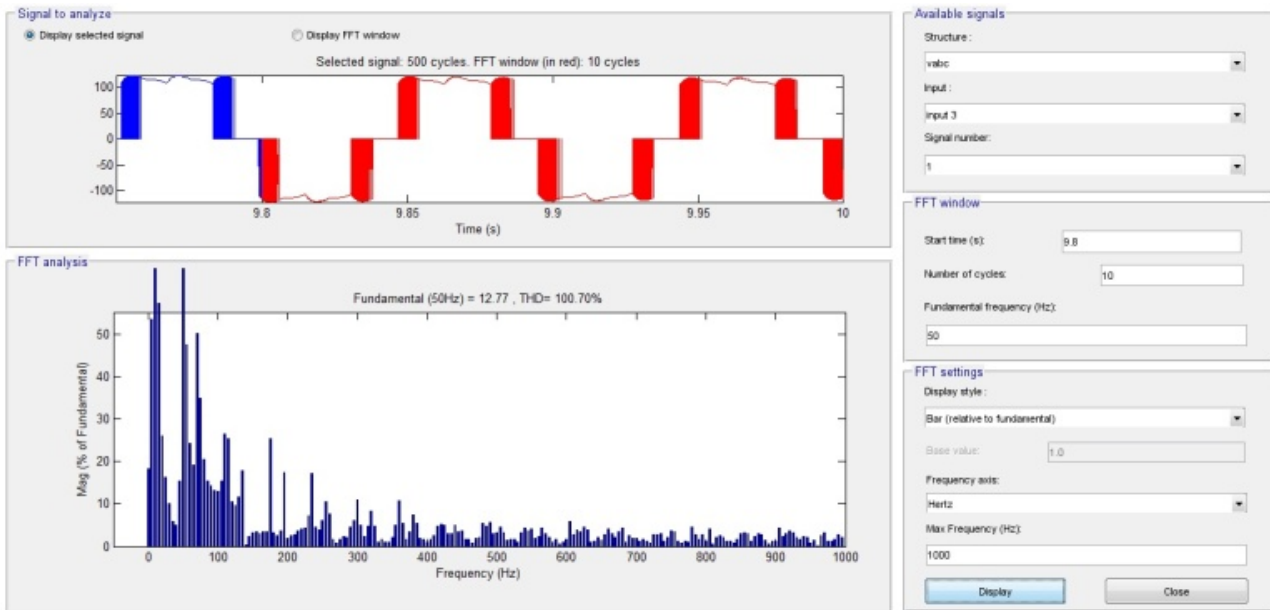 Signal to analyze
Display selected signal
Display FFT window
Selected signal: 500 cycles. FFT window (in red): 10 cycles
100
50
0
-50
-100
9.8
9.85
9.9
9.95
10
Time (s)
FFT analysis
Fundamental (50Hz) = 12.77 , THD= 100.70%
50
40
30
20
10
0
Mag (% of Fundamental)
0
100
200
300
400
500
600
700
800
900
1000
Frequency (Hz)
Available signals
Structure :
vabc
Input :
input 3
Signal number:
1
FFT window
Start time (s):
9.8
Number of cycles:
10
Fundamental frequency (Hz):
50
FFT settings
Display style :
Bar (relative to fundamental)
Base value:
1.0
Frequency axis:
Hertz
Max Frequency (Hz):
1000
Display
Close